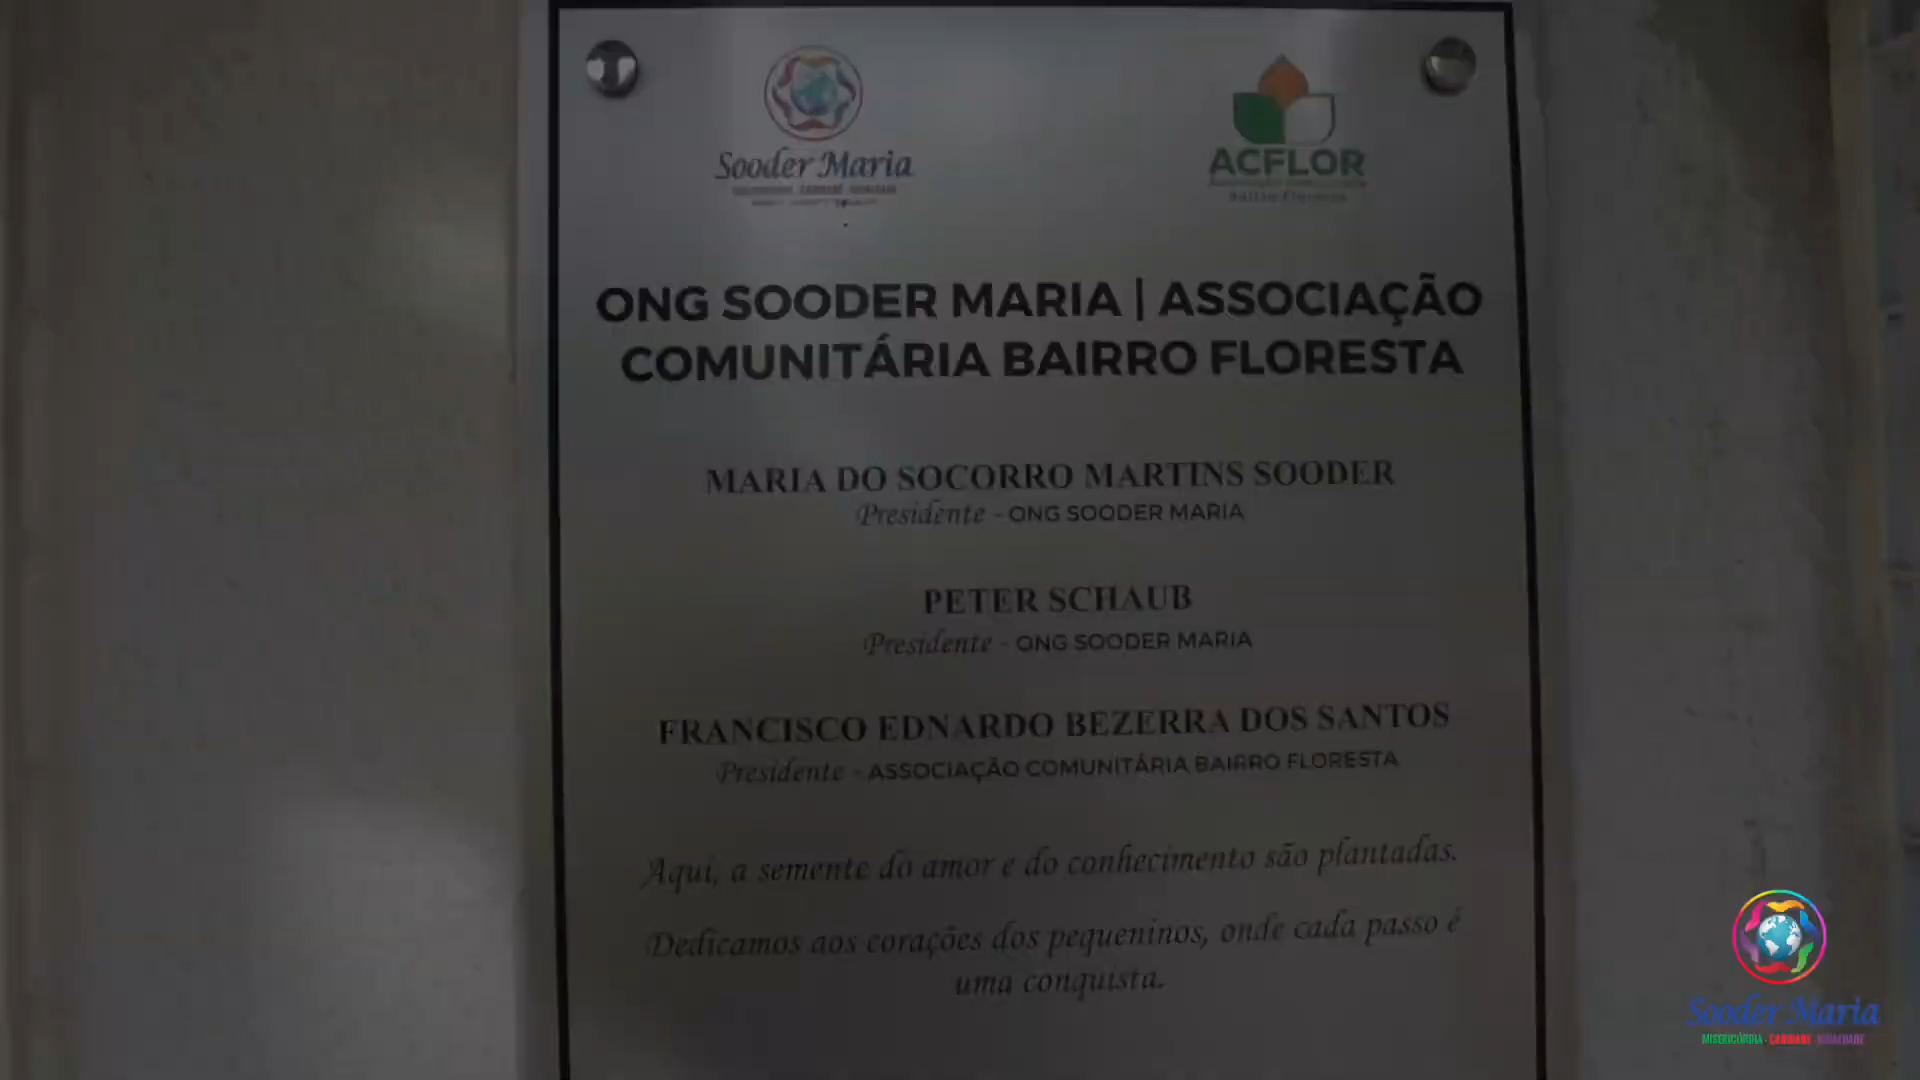 Sooder Maria
ACFLOR
ONG SOODER MARIA | ASSOCIAÇÃO
COMUNITÁRIA BAIRRO FLORESTA
MARIA DO SOCORRO MARTINS SOODER
Presidente - ONG SOODER MARIA
PETER SCHAUB
Presidente - ONG SOODER MARIA
FRANCISCO EDNARDO BEZERRA DOS SANTOS
Presidente - ASSOCIAÇÃO COMUNITÁRIA BAIRRO FLORESTA
Aqui, a semente do amor e do conhecimento são plantadas.
Dedicamos aos corações dos pequeninos, onde cada passo é
uma conquista.
Sooder Maria
MISERICÓRDIA - CARIDADE - IGUALDADE